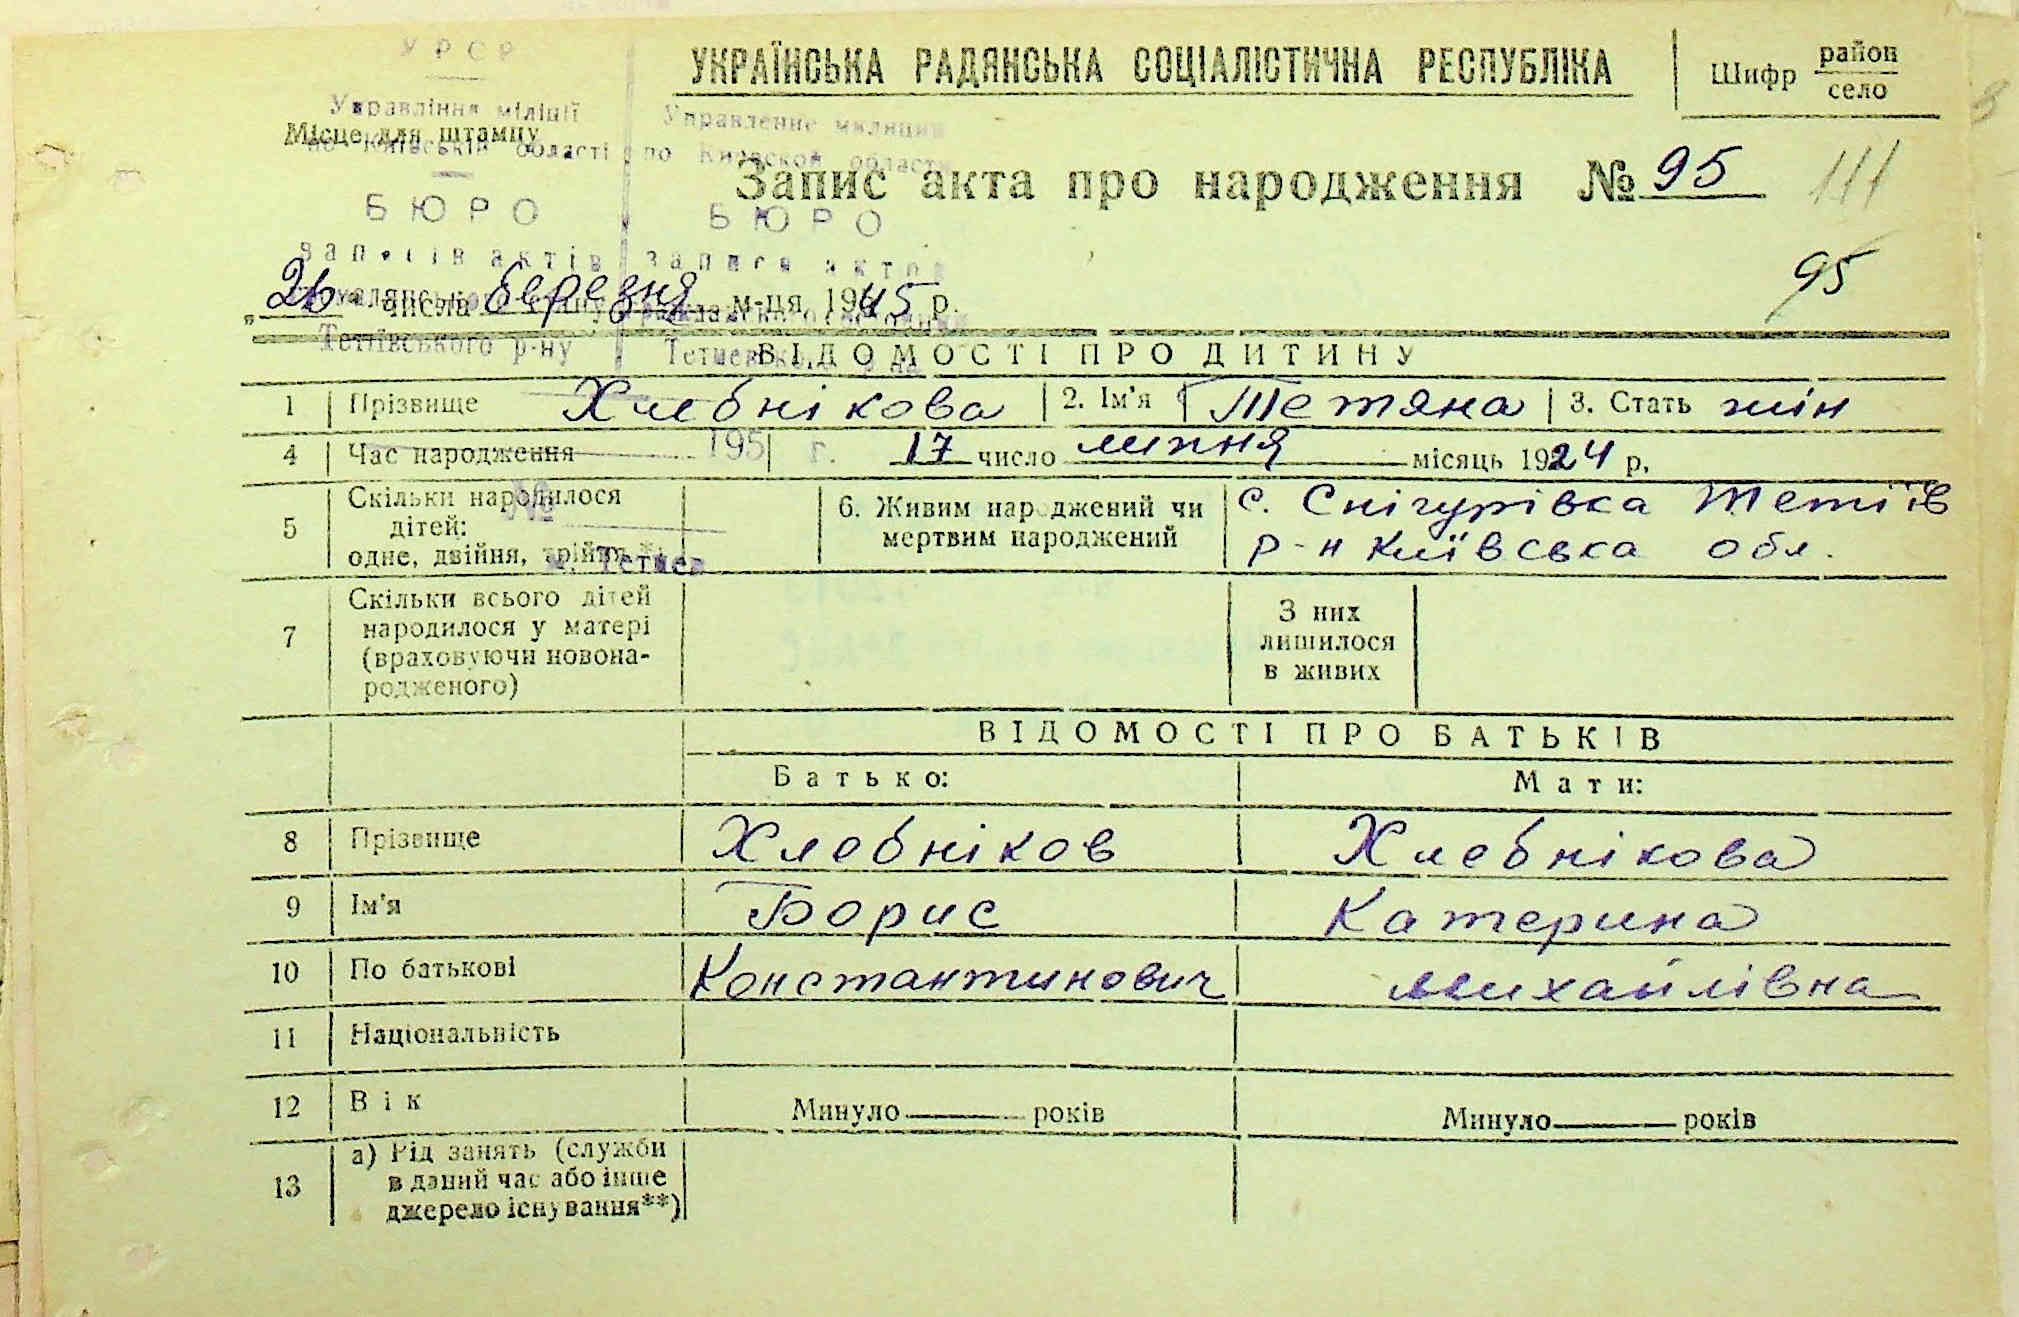 УРСР
УКРАЇНСЬКА РАДЯНСЬКА СОЦІАЛІСТИЧНА РЕСПУБЛІКА
Шифр район
село
Управління міліції Управление милиции
Місце для штампу
по Київській області по Киевской области
Запис акта про народження № 95 111
БЮРО БЮРО
записів актів записи актов
95
"26" числа березня м-ця 1945 р.
Тетіївського р-ну
ВІДОМОСТІ ПРО ДИТИНУ
1 Прізвище Хлебнікова 2. Ім'я Тетяна 3. Стать жін
4 Час народження 195 г. 17 число липня місяць 1924 р.
5 Скільки народилося дітей: одне, двійня, трійня *) 6. Живим народжений чи мертвим народжений с. Снігурівка Тетіїв
р-н Київська обл.
№
м. Тетиев
7 Скільки всього дітей народилося у матері (враховуючи новонародженого) З них лишилося в живих
ВІДОМОСТІ ПРО БАТЬКІВ
Батько: Мати:
8 Прізвище Хлебніков Хлебнікова
9 Ім'я Борис Катерина
10 По батькові Константинович Михайлівна
11 Національність
12 Вік Минуло років Минуло років
13 а) Рід занять (служби
в даний час або інше
джерело існування**)